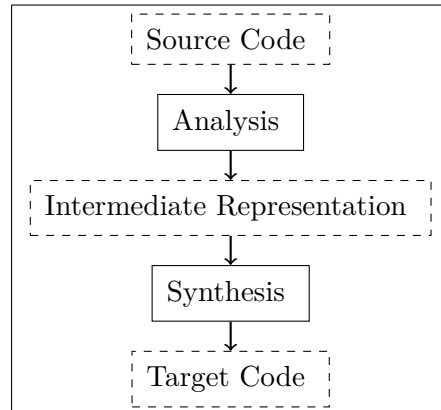 Source Code
Analysis
Intermediate Representation
Synthesis
Target Code